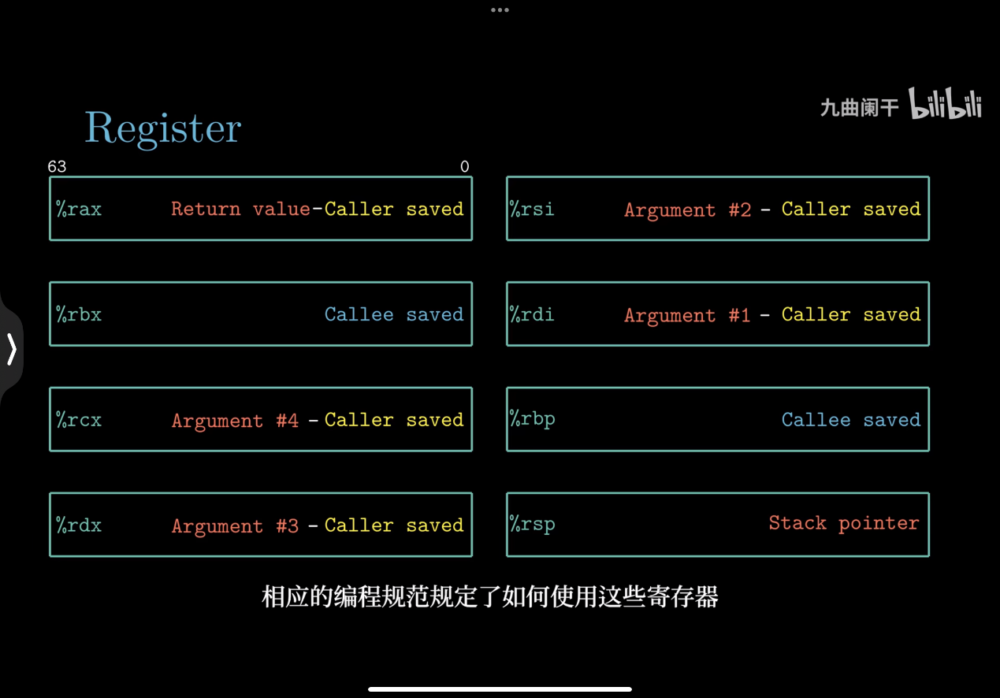 九曲阑干 bilibili
Register
63 0
%rax Return value-Caller saved
%rsi Argument #2 - Caller saved
%rbx Callee saved
%rdi Argument #1 - Caller saved
%rcx Argument #4 - Caller saved
%rbp Callee saved
%rdx Argument #3 - Caller saved
%rsp Stack pointer
相应的编程规范规定了如何使用这些寄存器